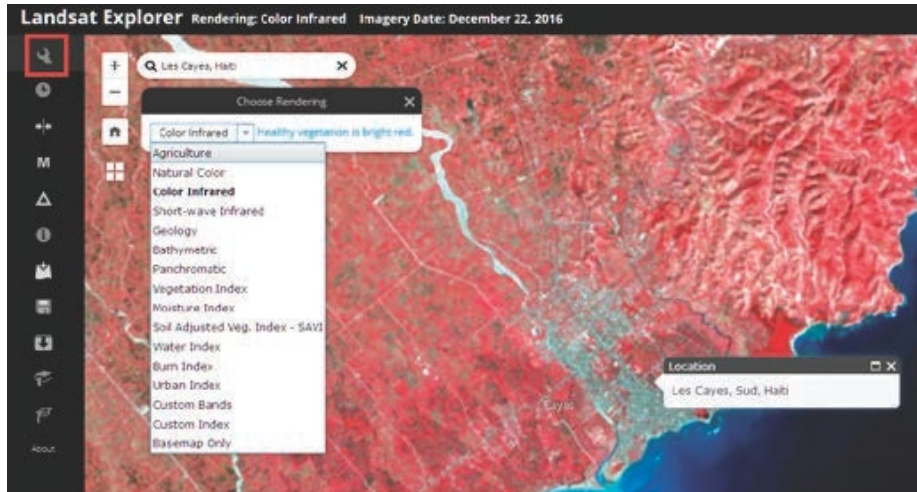 Landsat Explorer Rendering: Color Infrared Imagery Date: December 22, 2016
Les Cayes, Haiti
Choose Rendering
Color Infrared Healthy vegetation is bright red.
Agriculture
Natural Color
Color Infrared
Short-wave Infrared
Geology
Bathymetric
Panchromatic
Vegetation Index
Moisture Index
Soil Adjusted Veg. Index - SAVI
Water Index
Burn Index
Urban Index
Custom Bands
Custom Index
Basemap Only
M
About
Cayes
Location
Les Cayes, Sud, Haiti